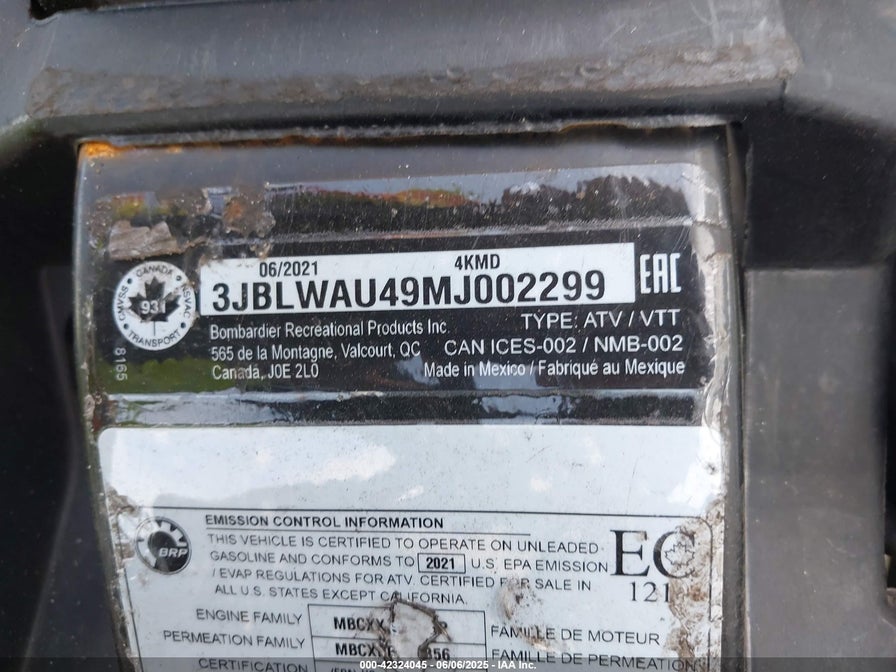 06/2021 4KMD
3JBLWAU49MJ002299
EAC
CANADA
CMVSS
931
NSVAC
TRANSPORT
8165
Bombardier Recreational Products Inc.
565 de la Montagne, Valcourt, QC
Canada, J0E 2L0
TYPE: ATV / VTT
CAN ICES-002 / NMB-002
Made in Mexico / Fabriqué au Mexique
BRP
EMISSION CONTROL INFORMATION
THIS VEHICLE IS CERTIFIED TO OPERATE ON UNLEADED
GASOLINE AND CONFORMS TO 2021 U.S. EPA EMISSION
/ EVAP REGULATIONS FOR ATV. CERTIFIED FOR SALE IN
ALL U.S. STATES EXCEPT CALIFORNIA.
EC
121
ENGINE FAMILY FAMILLE DE MOTEUR
PERMEATION FAMILY FAMILLE DE PERMEATION
CERTIFICATION
000-42324045 - 06/06/2025 - IAA Inc.